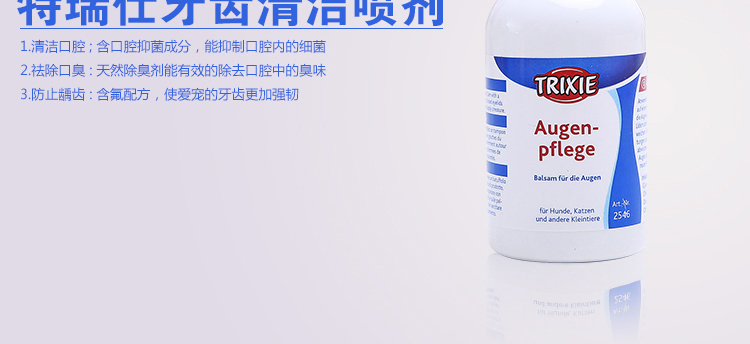 特瑞仕牙齿清洁喷剂
1.清洁口腔 ; 含口腔抑菌成分，能抑制口腔内的细菌
2.祛除口臭 : 天然除臭剂能有效的除去口腔中的臭味
3.防止龋齿 : 含氟配方，使爱宠的牙齿更加强韧
TRIXIE
Augen-
pflege
Balsam für die Augen
für Hunde, Katzen
und andere Kleintiere
Art.-Nr.
2546